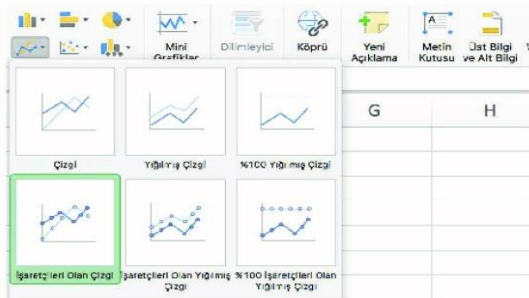 Mini
Grafikler
Dilimleyici
Köprü
Yeni
Açıklama
Metin
Kutusu
Üst Bilgi
ve Alt Bilgi
G
H
Çizgi
Yığılmış Çizgi
%100 Yığılmış Çizgi
İşaretçileri Olan Çizgi
İşaretçileri Olan Yığılmış
Çizgi
%100 İşaretçileri Olan
Yığılmış Çizgi